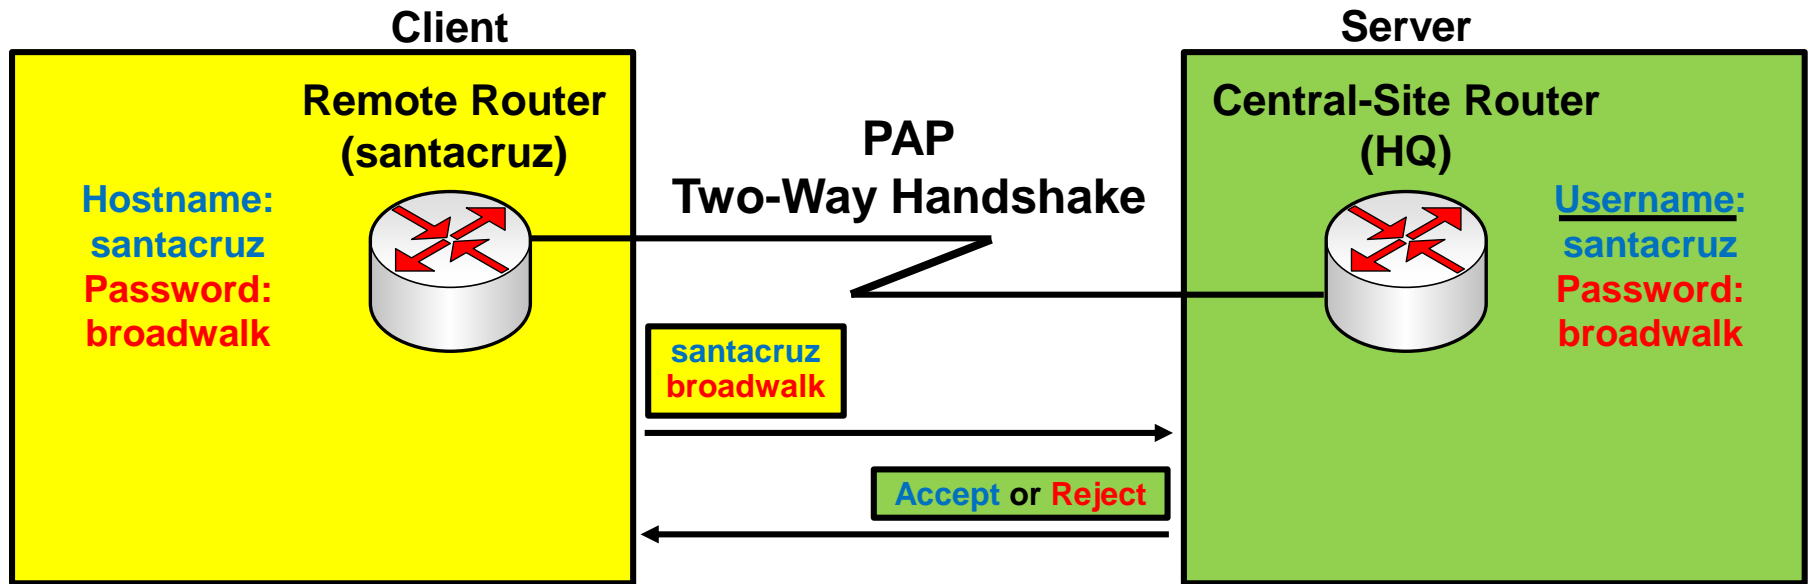 Client
Server
Remote Router
(santacruz)
Central-Site Router
(HQ)
PAP
Two-Way Handshake
Hostname:
santacruz
Password:
broadwalk
Username:
santacruz
Password:
broadwalk
santacruz
broadwalk
Accept or Reject